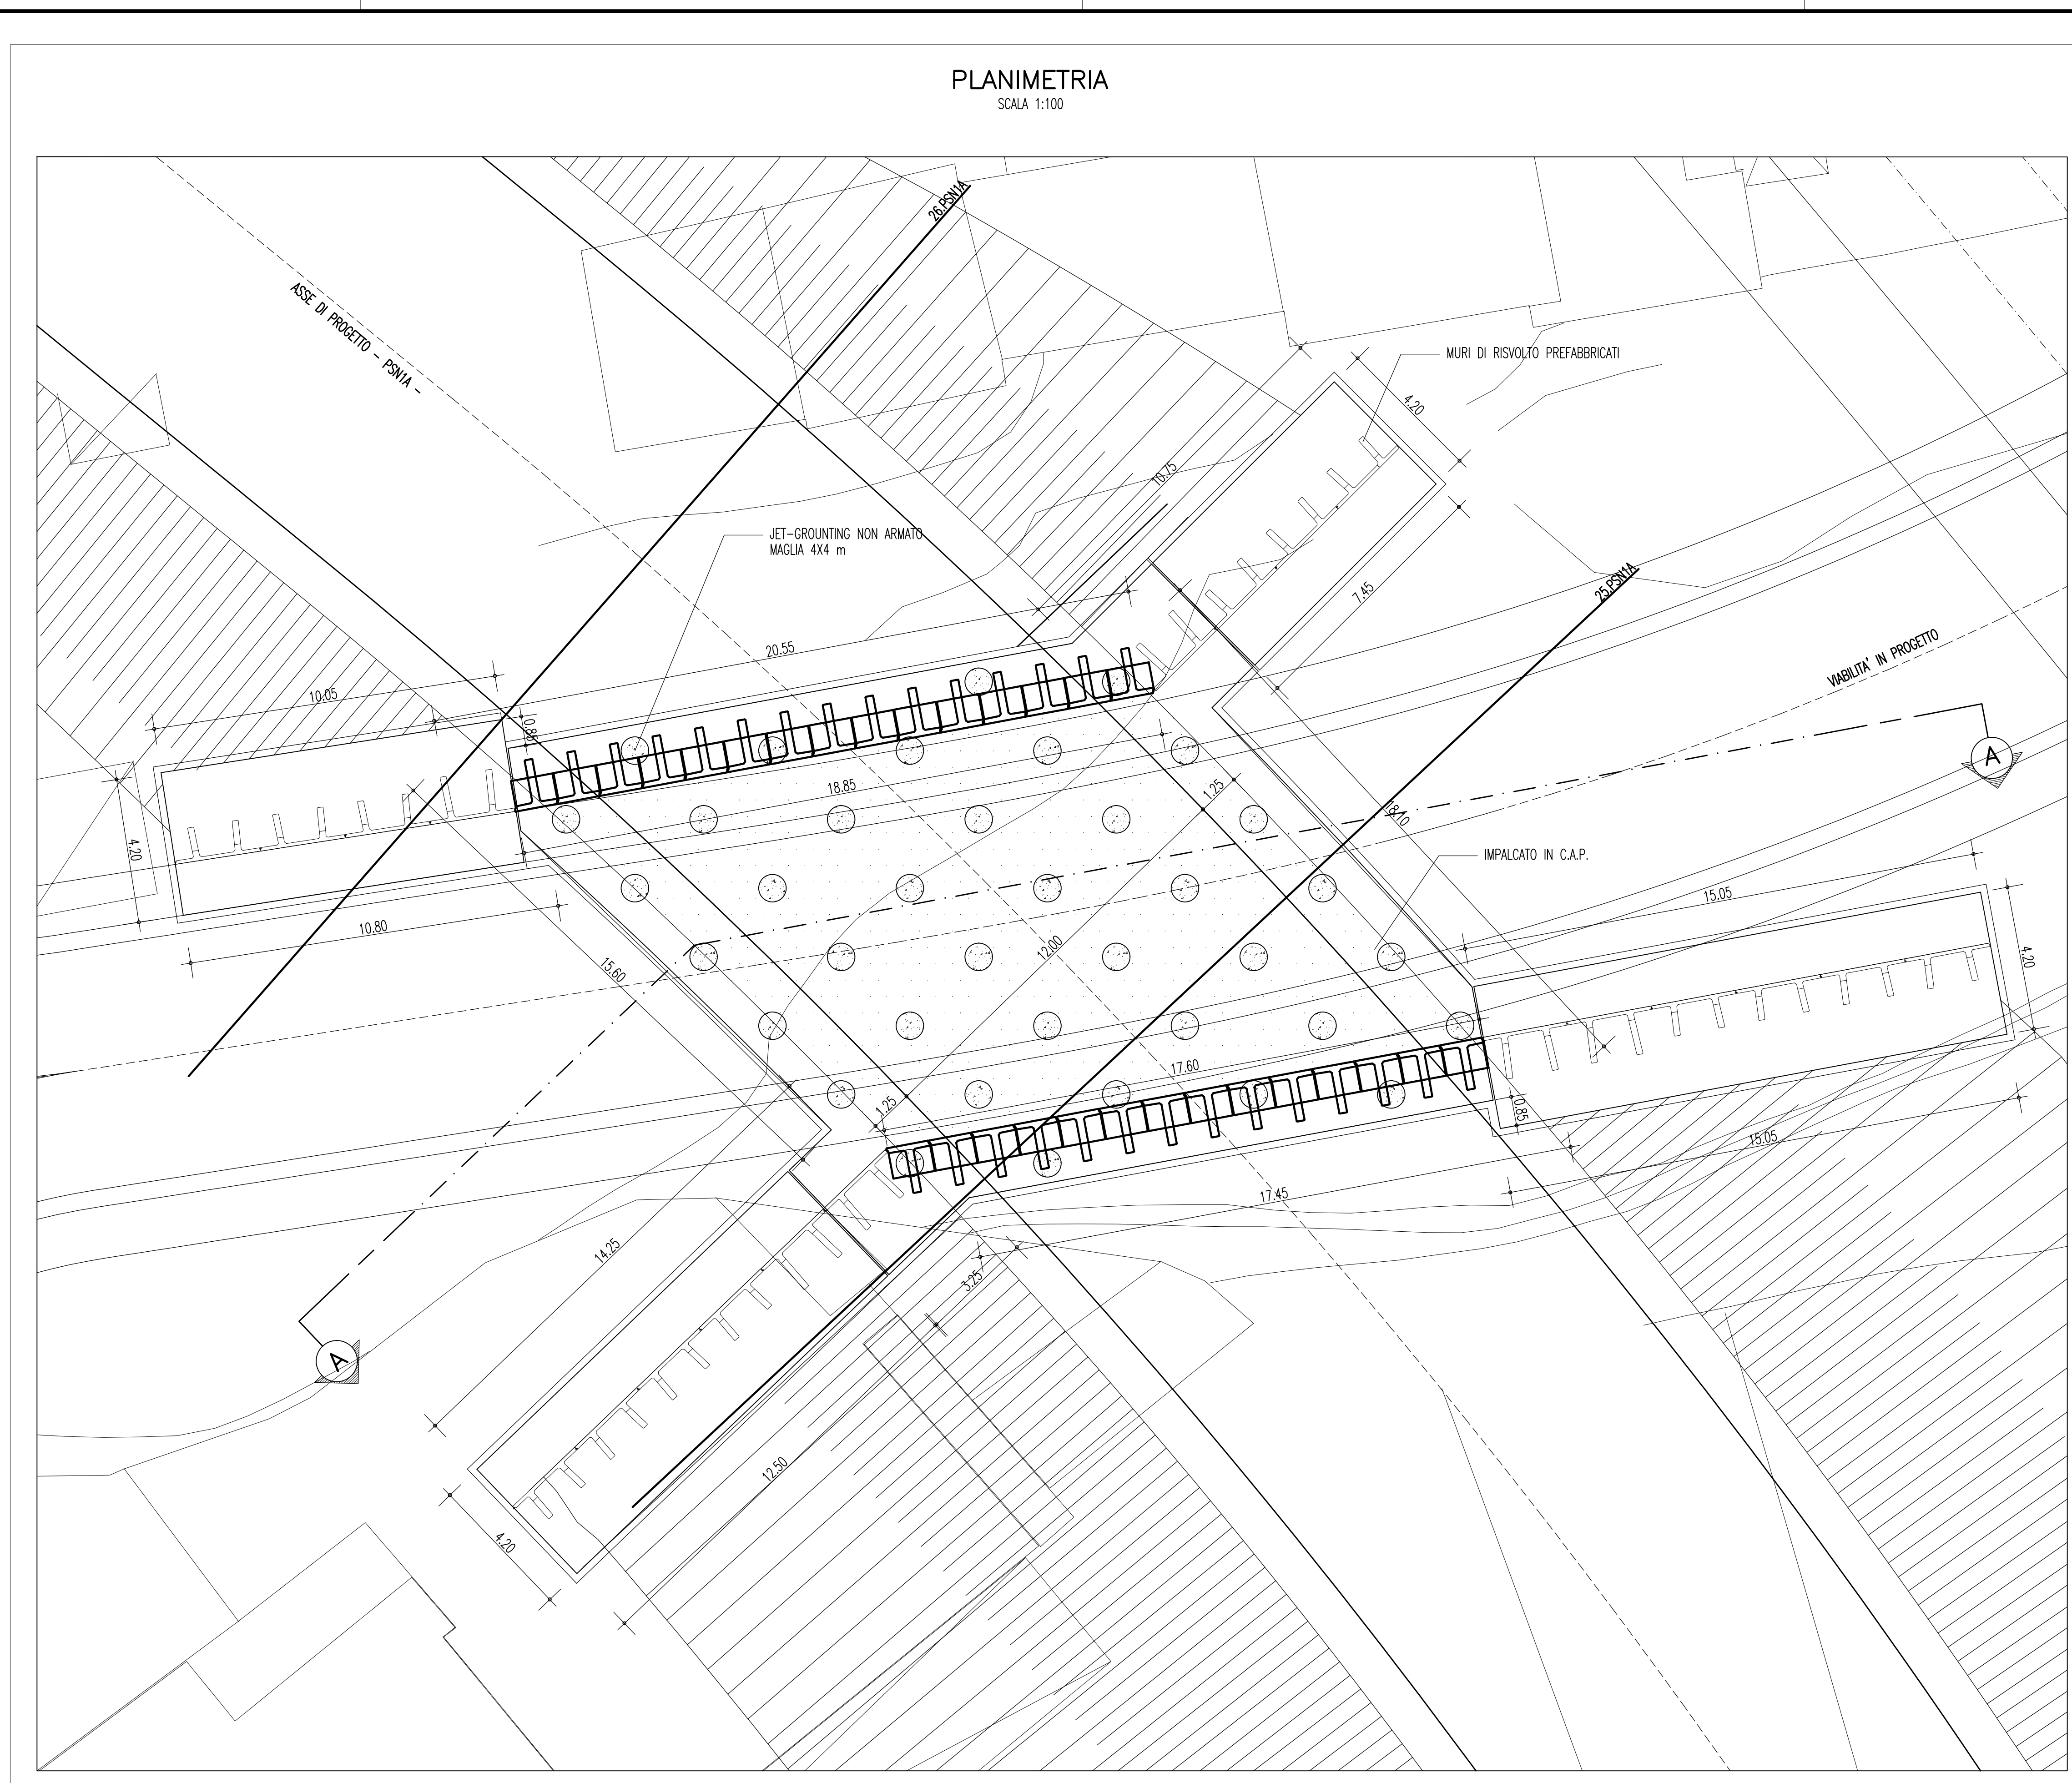 PLANIMETRIA
SCALA 1:100
26.PSN1A
ASSE DI PROGETTO - PSN1A -
MURI DI RISVOLTO PREFABBRICATI
4.20
10.75
JET-GROUNTING NON ARMATO
MAGLIA 4X4 m
25.PSN1A
7.45
20.55
VIABILITA' IN PROGETTO
10.05
0.85
A
18.85
1.25
18.10
4.20
IMPALCATO IN C.A.P.
15.05
10.80
12.00
4.20
15.60
17.60
1.25
0.85
15.05
17.45
14.25
3.25
A
12.50
4.20